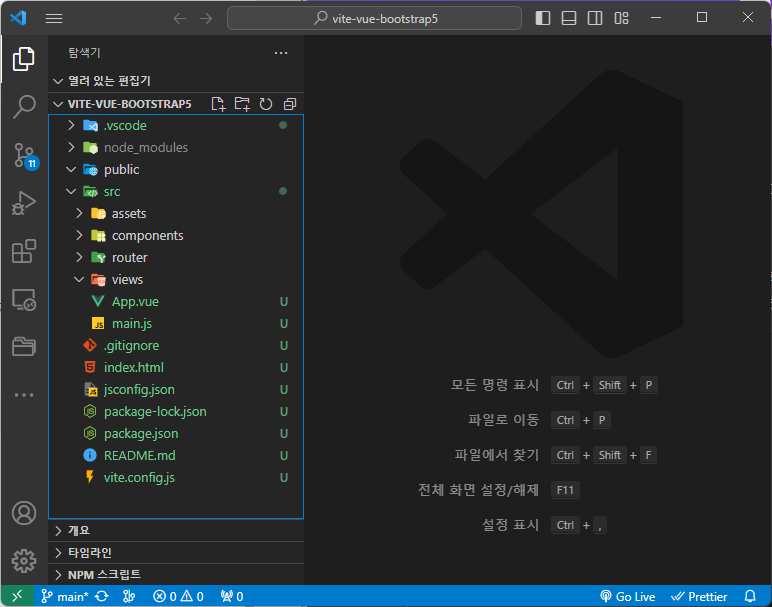 vite-vue-bootstrap5
탐색기
열려 있는 편집기
VITE-VUE-BOOTSTRAP5
.vscode
node_modules
public
src
assets
components
router
views
App.vue U
JS main.js U
.gitignore U
index.html U
jsconfig.json U
package-lock.json U
package.json U
README.md U
vite.config.js U
개요
타임라인
NPM 스크립트
11
모든 명령 표시 Ctrl + Shift + P
파일로 이동 Ctrl + P
파일에서 찾기 Ctrl + Shift + F
전체 화면 설정/해제 F11
설정 표시 Ctrl + ,
main* 0 0 0 Go Live Prettier